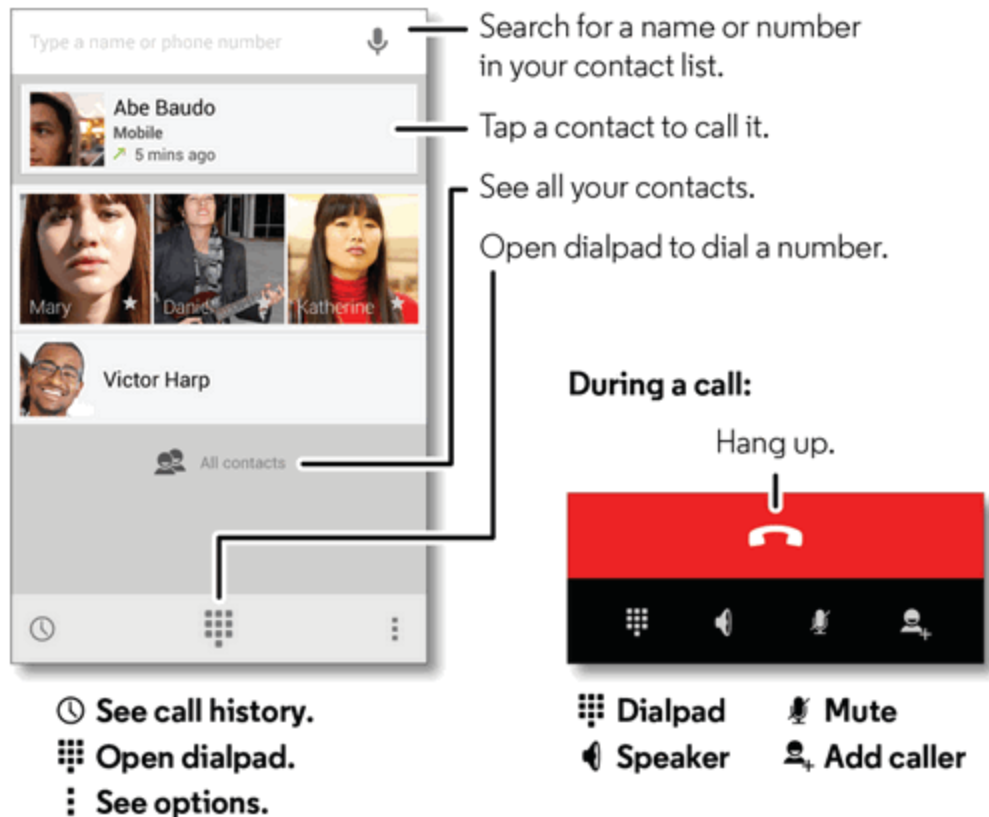 Type a name or phone number
Search for a name or number
in your contact list.
Abe Baudo
Mobile
5 mins ago
Tap a contact to call it.
See all your contacts.
Open dialpad to dial a number.
Mary
Daniel
Katherine
Victor Harp
All contacts
During a call:
Hang up.
See call history.
Open dialpad.
See options.
Dialpad
Mute
Speaker
Add caller